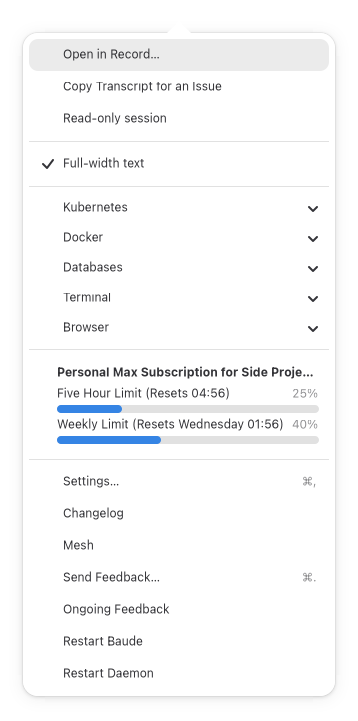 Open in Record...
Copy Transcript for an Issue
Read-only session
Full-width text
Kubernetes
Docker
Databases
Terminal
Browser
Personal Max Subscription for Side Proje...
Five Hour Limit (Resets 04:56) 25%
Weekly Limit (Resets Wednesday 01:56) 40%
Settings... ⌘,
Changelog
Mesh
Send Feedback... ⌘.
Ongoing Feedback
Restart Baude
Restart Daemon